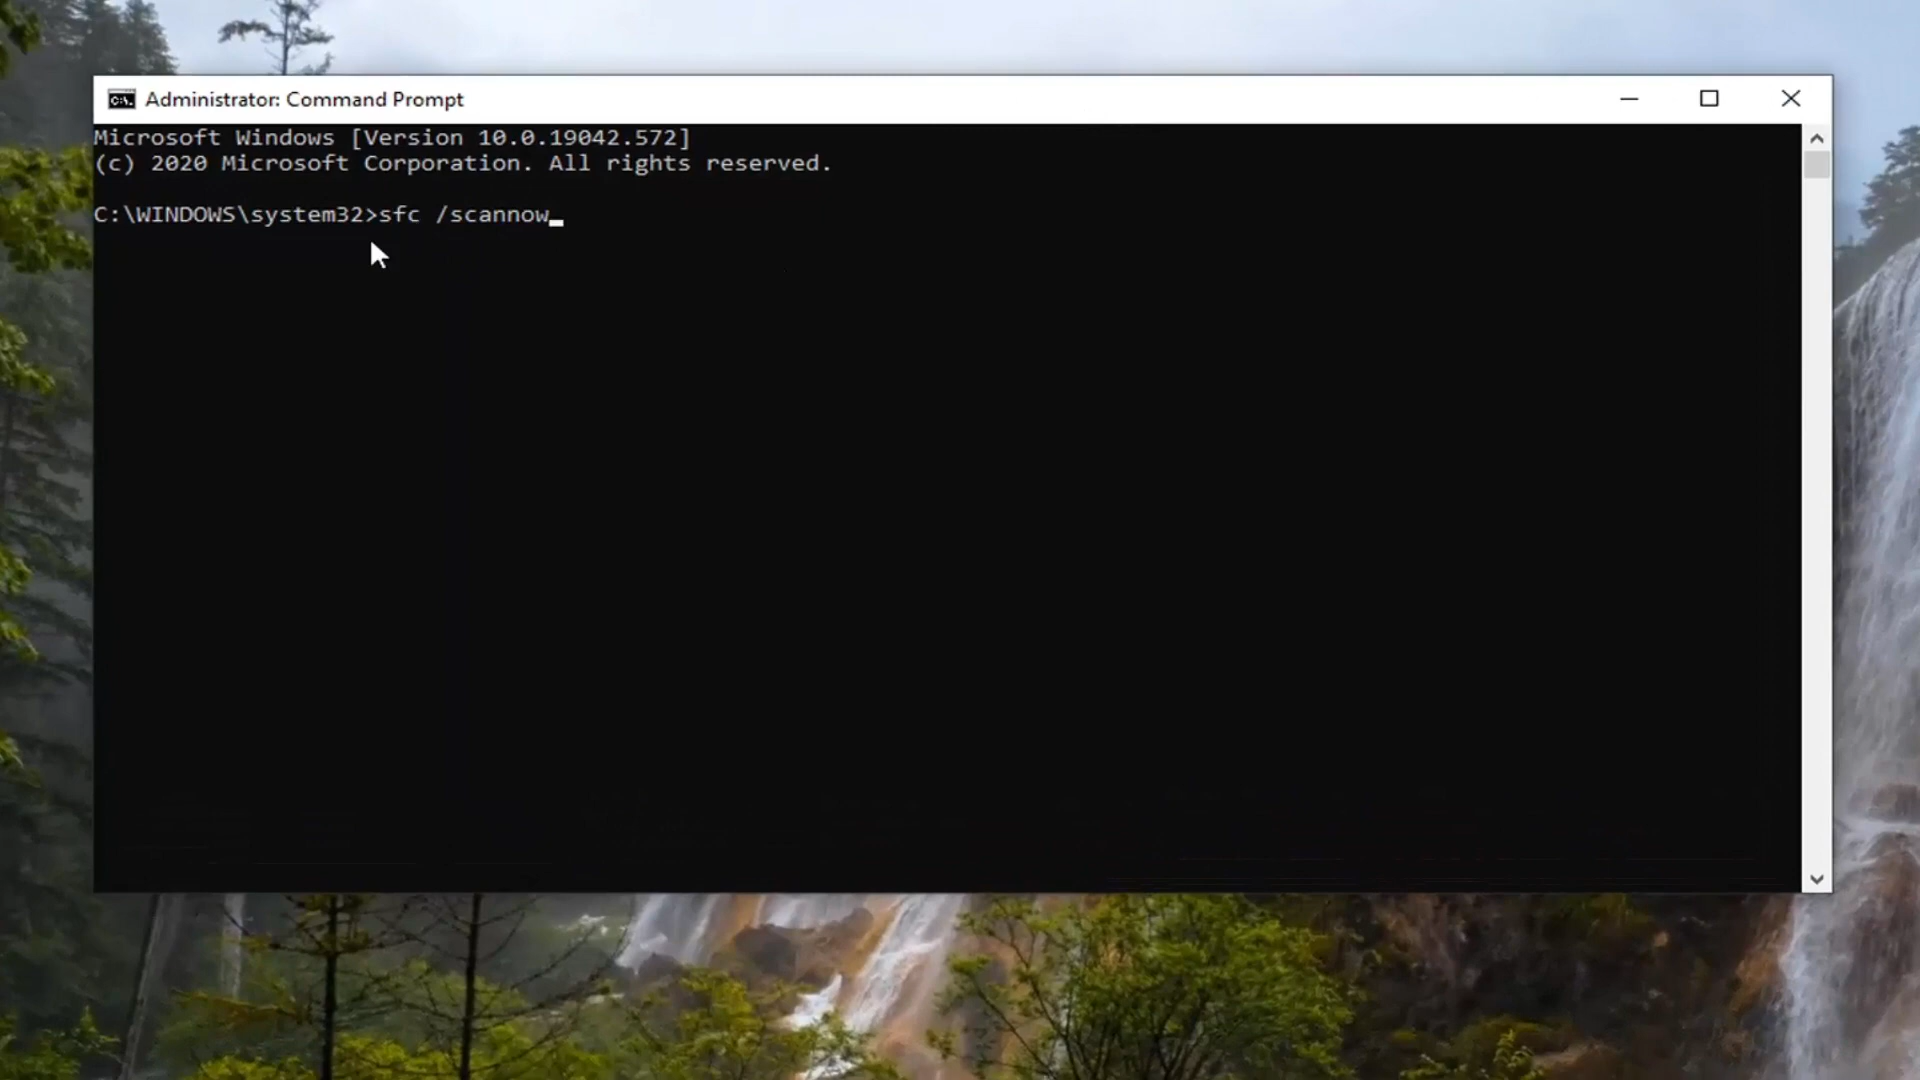 Administrator: Command Prompt
Microsoft Windows [Version 10.0.19042.572]
(c) 2020 Microsoft Corporation. All rights reserved.
C:\WINDOWS\system32>sfc /scannow